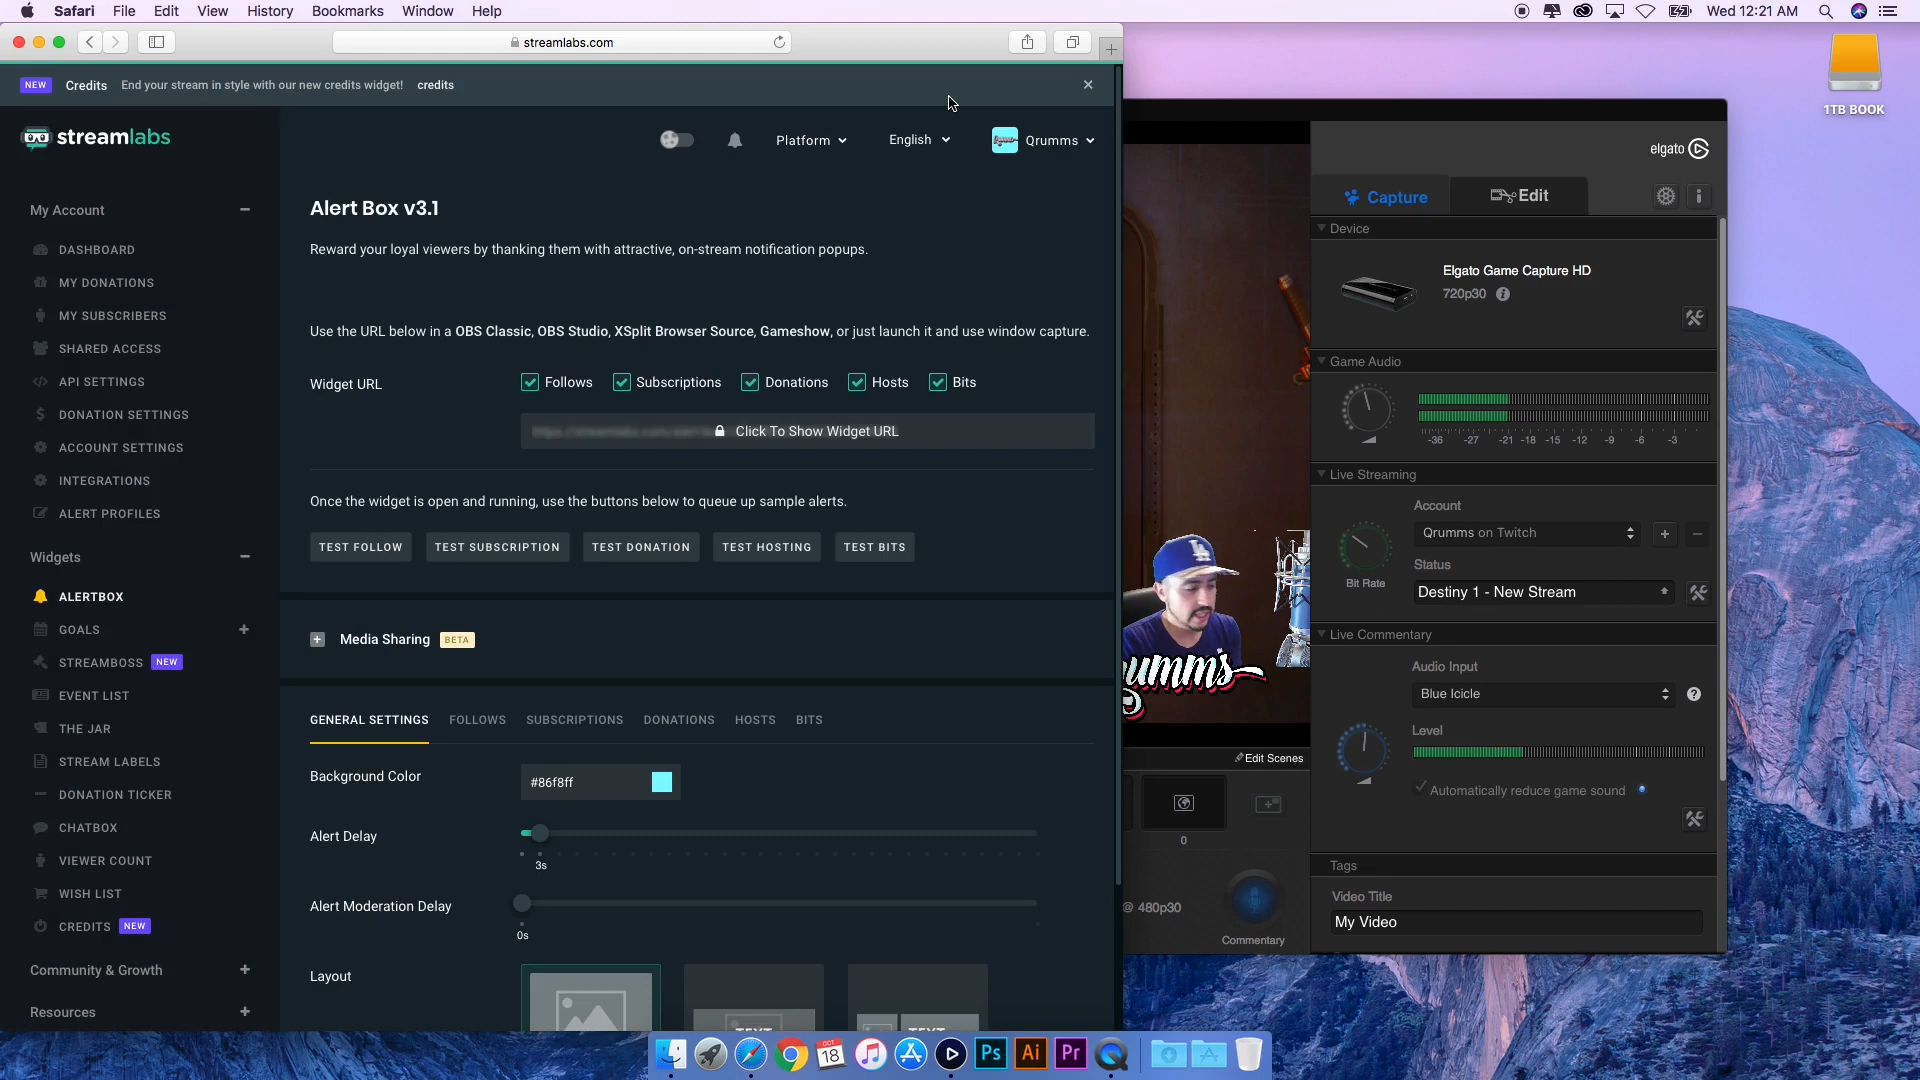 Safari File Edit View History Bookmarks Window Help
Wed 12:21 AM
streamlabs.com
1TB BOOK
NEW Credits End your stream in style with our new credits widget! credits
streamlabs
Platform English Qrumms
My Account
DASHBOARD
MY DONATIONS
MY SUBSCRIBERS
SHARED ACCESS
API SETTINGS
DONATION SETTINGS
ACCOUNT SETTINGS
INTEGRATIONS
ALERT PROFILES
Widgets
ALERTBOX
GOALS
STREAMBOSS NEW
EVENT LIST
THE JAR
STREAM LABELS
DONATION TICKER
CHATBOX
VIEWER COUNT
WISH LIST
CREDITS NEW
Community & Growth
Resources
Alert Box v3.1
Reward your loyal viewers by thanking them with attractive, on-stream notification popups.
Use the URL below in a OBS Classic, OBS Studio, XSplit Browser Source, Gameshow, or just launch it and use window capture.
Widget URL
Follows Subscriptions Donations Hosts Bits
Click To Show Widget URL
Once the widget is open and running, use the buttons below to queue up sample alerts.
TEST FOLLOW TEST SUBSCRIPTION TEST DONATION TEST HOSTING TEST BITS
Media Sharing BETA
GENERAL SETTINGS FOLLOWS SUBSCRIPTIONS DONATIONS HOSTS BITS
Background Color #86f8ff
Alert Delay
3s
Alert Moderation Delay
0s
Layout
TEXT TEXT
elgato
Capture Edit
Device
Elgato Game Capture HD
720p30
Game Audio
-36 -27 -21 -18 -15 -12 -9 -6 -3
Live Streaming
Account
Qrumms on Twitch
Status
Bit Rate
Destiny 1 - New Stream
Live Commentary
Audio Input
Blue Icicle
Level
Automatically reduce game sound
Tags
Video Title
My Video
umms
Edit Scenes
0
@ 480p30
Commentary
OCT
18
Ps Ai Pr